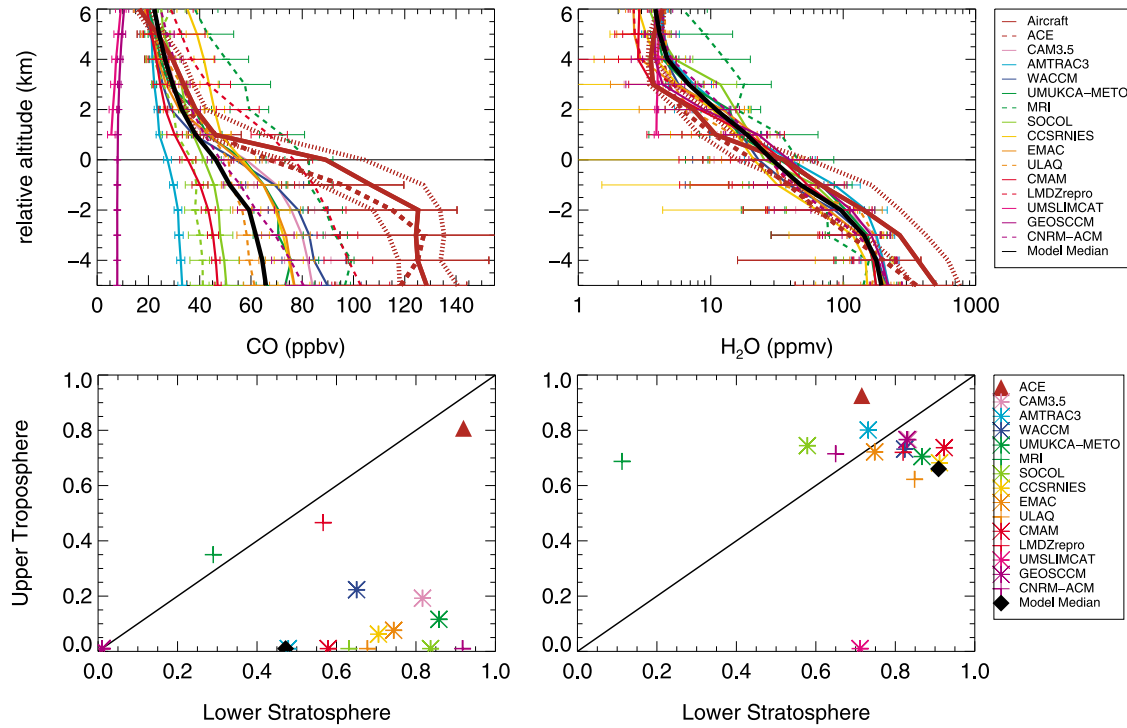 relative altitude (km)
6
4
2
0
−2
−4
0 20 40 60 80 100 120 140
CO (ppbv)
6
4
2
0
−2
−4
1 10 100 1000
H2O (ppmv)
Aircraft
ACE
CAM3.5
AMTRAC3
WACCM
UMUKCA−METO
MRI
SOCOL
CCSRNIES
EMAC
ULAQ
CMAM
LMDZrepro
UMSLIMCAT
GEOSCCM
CNRM−ACM
Model Median
Upper Troposphere
1.0
0.8
0.6
0.4
0.2
0.0
0.0 0.2 0.4 0.6 0.8 1.0
Lower Stratosphere
1.0
0.8
0.6
0.4
0.2
0.0
0.0 0.2 0.4 0.6 0.8 1.0
Lower Stratosphere
ACE
CAM3.5
AMTRAC3
WACCM
UMUKCA−METO
MRI
SOCOL
CCSRNIES
EMAC
ULAQ
CMAM
LMDZrepro
UMSLIMCAT
GEOSCCM
CNRM−ACM
Model Median